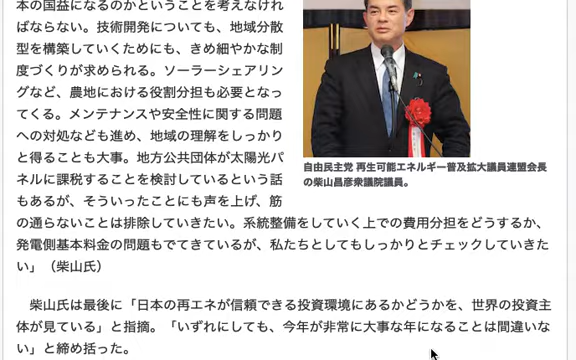 本の国益になるのかということを考えなけれ
ばならない。技術開発についても、地域分散
型を構築していくためにも、きめ細やかな制
度づくりが求められる。ソーラーシェアリン
グなど、農地における役割分担も必要となっ
てくる。メンテナンスや安全性に関する問題
への対処なども進め、地域の理解をしっかり
と得ることも大事。地方公共団体が太陽光パ
ネルに課税することを検討しているという話
もあるが、そういったことにも声を上げ、筋
の通らないことは排除していきたい。系統整備をしていく上での費用分担をどうするか、
発電側基本料金の問題もでてきているが、私たちとしてもしっかりとチェックしていきた
い」（柴山氏）
自由民主党 再生可能エネルギー普及拡大議員連盟会長
の柴山昌彦衆議院議員。
柴山氏は最後に「日本の再エネが信頼できる投資環境にあるかどうかを、世界の投資主
体が見ている」と指摘。「いずれにしても、今年が非常に大事な年になることは間違いな
い」と締め括った。